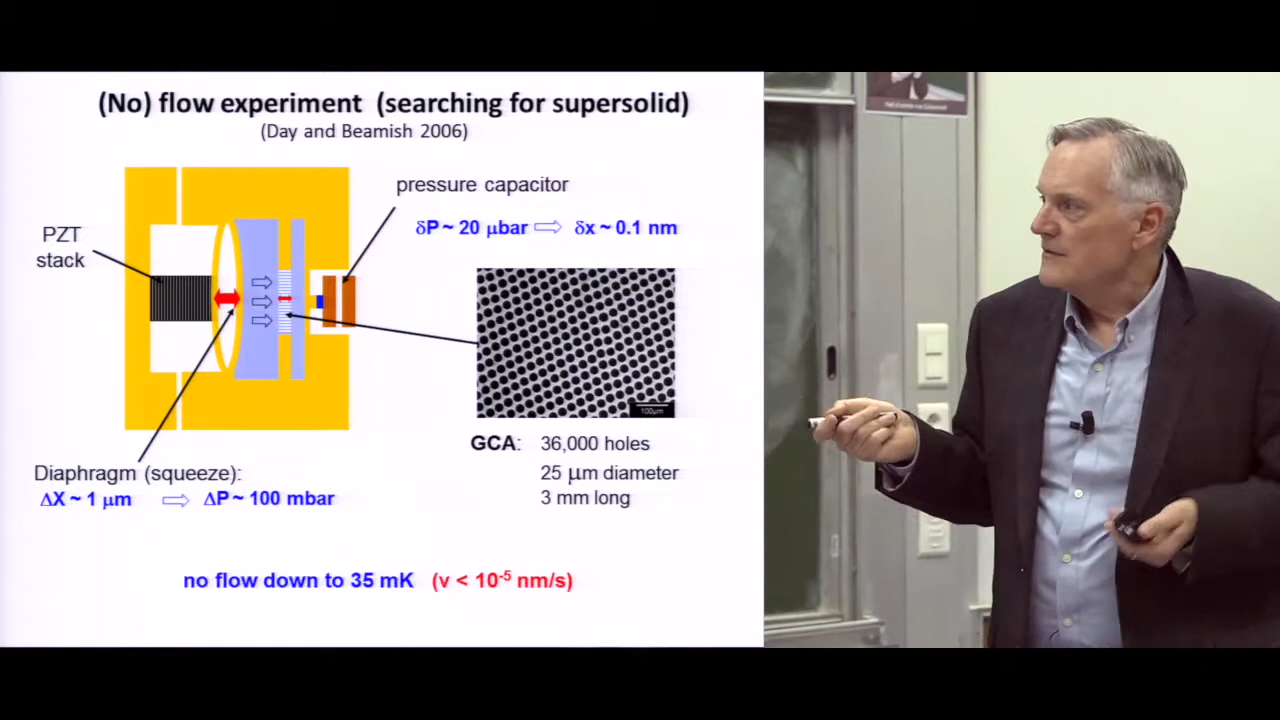 (No) flow experiment (searching for supersolid)
(Day and Beamish 2006)
pressure capacitor
δP ~ 20 μbar ⇨ δx ~ 0.1 nm
PZT
stack
100μm
GCA: 36,000 holes
25 μm diameter
3 mm long
Diaphragm (squeeze):
ΔX ~ 1 μm ⇨ ΔP ~ 100 mbar
no flow down to 35 mK (v < 10⁻⁵ nm/s)